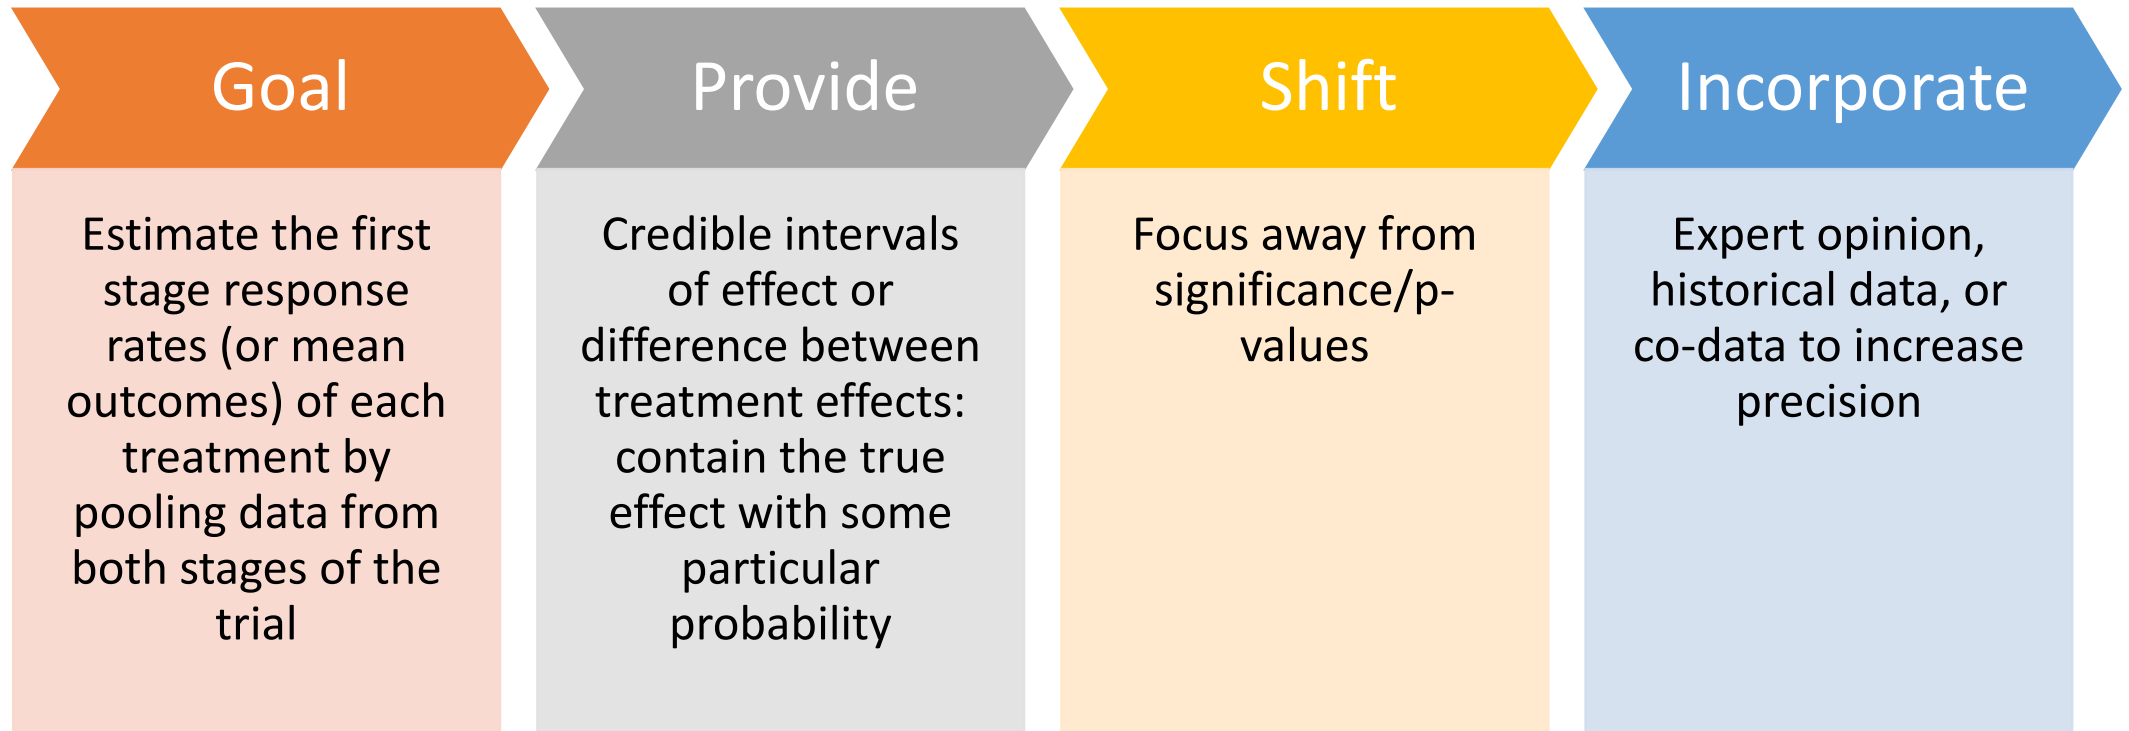 Goal
Estimate the first
stage response
rates (or mean
outcomes) of each
treatment by
pooling data from
both stages of the
trial
Provide
Credible intervals
of effect or
difference between
treatment effects:
contain the true
effect with some
particular
probability
Shift
Focus away from
significance/p-
values
Incorporate
Expert opinion,
historical data, or
co-data to increase
precision